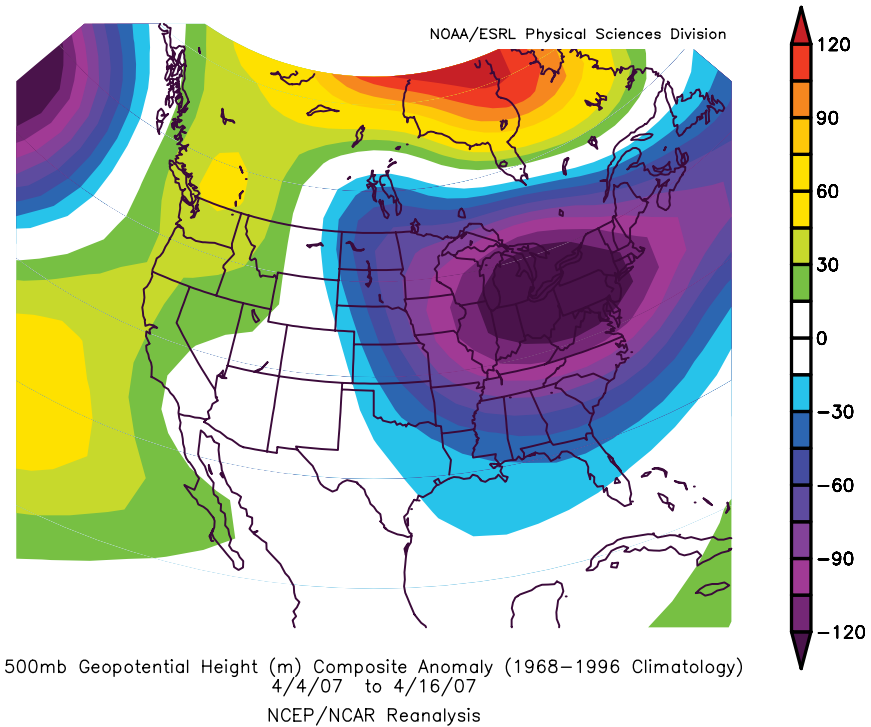 NOAA/ESRL Physical Sciences Division
120
90
60
30
0
−30
−60
−90
−120
500mb Geopotential Height (m) Composite Anomaly (1968−1996 Climatology)
4/4/07 to 4/16/07
NCEP/NCAR Reanalysis